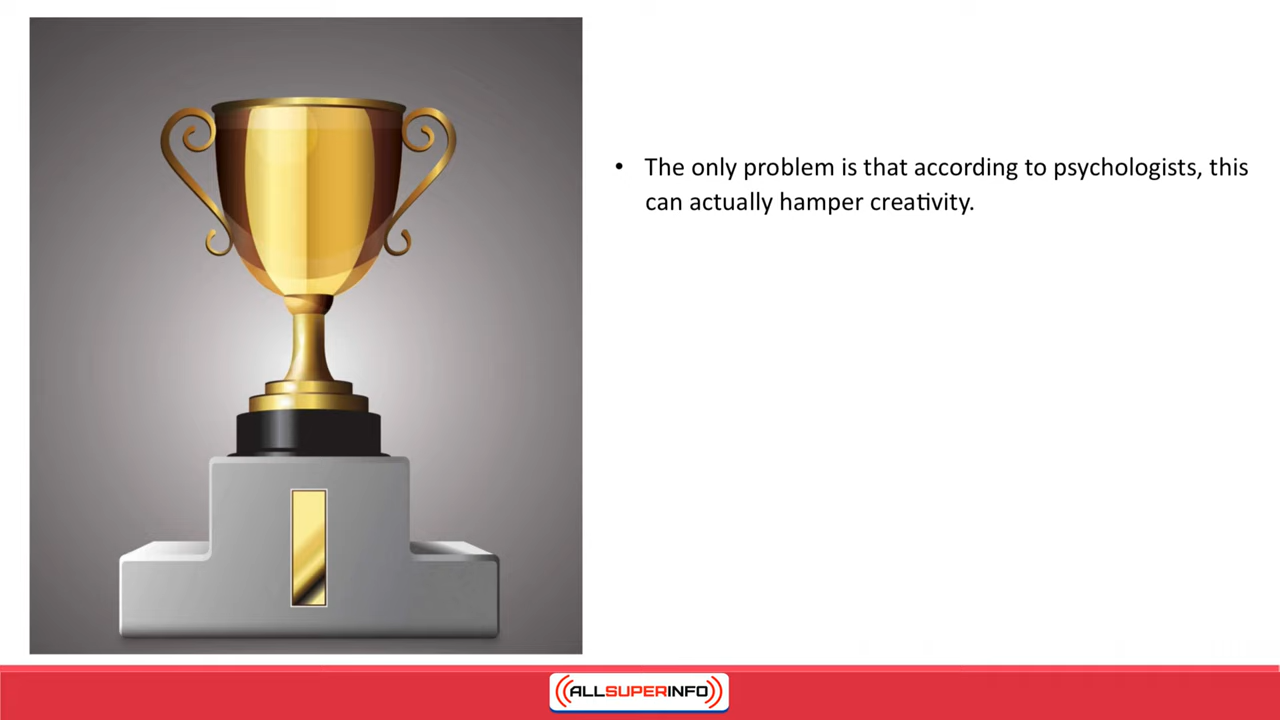 • The only problem is that according to psychologists, this
can actually hamper creativity.
ALLSUPERINFO